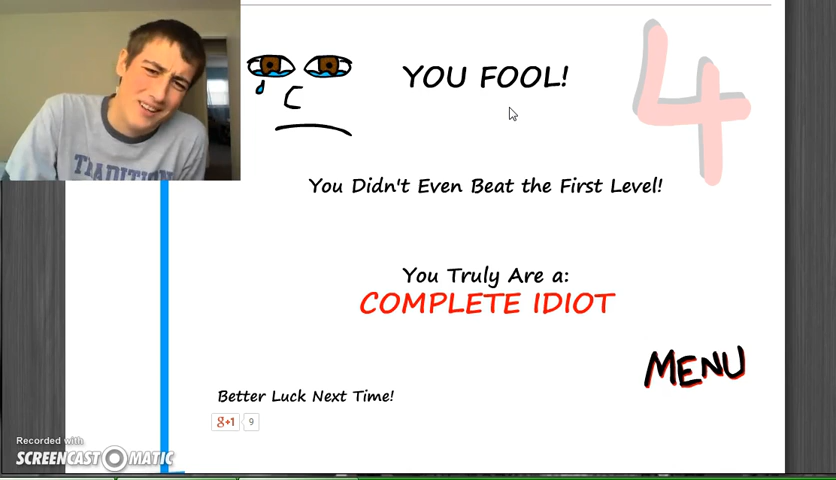 TRADITION
YOU FOOL!
4
You Didn't Even Beat the First Level!
You Truly Are a:
COMPLETE IDIOT
MENU
Better Luck Next Time!
g+1 9
Recorded with
SCREENCAST-O-MATIC